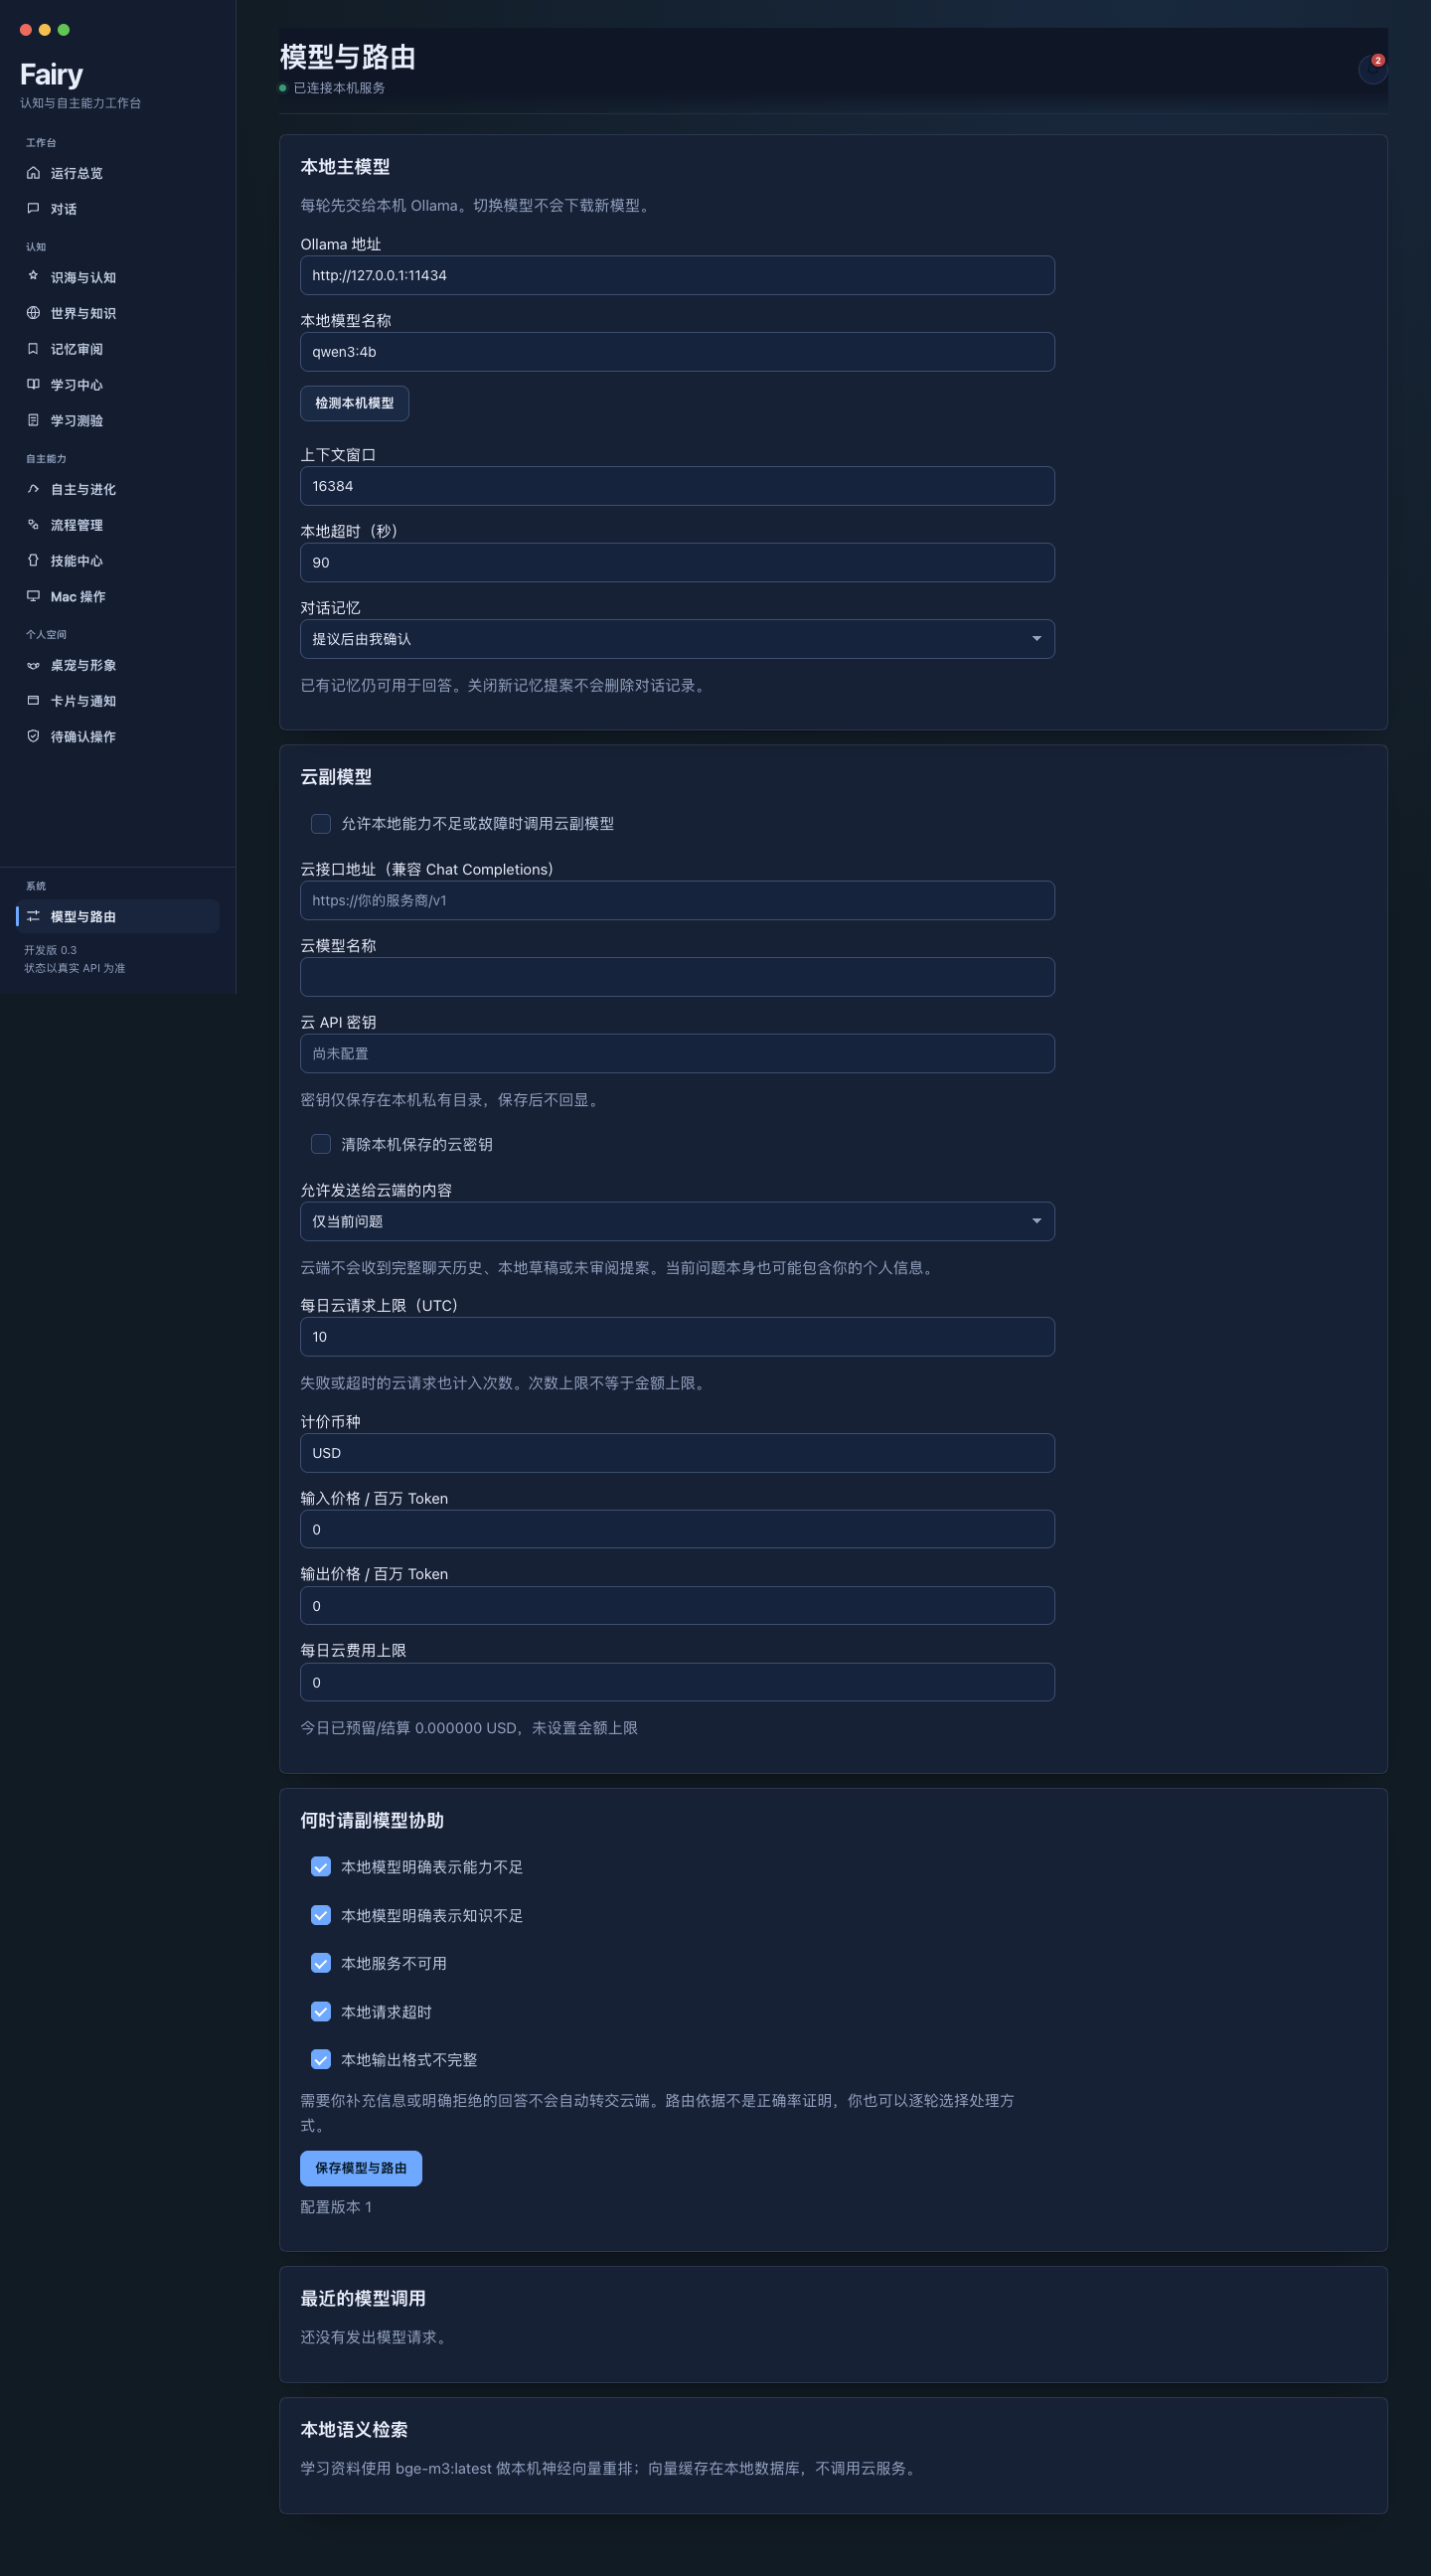 Fairy
认知与自主能力工作台
工作台
运行总览
对话
认知
识海与认知
世界与知识
记忆审阅
学习中心
学习测验
自主能力
自主与进化
流程管理
技能中心
Mac 操作
个人空间
桌宠与形象
卡片与通知
待确认操作
系统
模型与路由
开发版 0.3
状态以真实 API 为准
模型与路由
已连接本机服务
2
本地主模型
每轮先交给本机 Ollama。切换模型不会下载新模型。
Ollama 地址
http://127.0.0.1:11434
本地模型名称
qwen3:4b
检测本机模型
上下文窗口
16384
本地超时（秒）
90
对话记忆
提议后由我确认
已有记忆仍可用于回答。关闭新记忆提案不会删除对话记录。
云副模型
允许本地能力不足或故障时调用云副模型
云接口地址（兼容 Chat Completions）
https://你的服务商/v1
云模型名称
云 API 密钥
尚未配置
密钥仅保存在本机私有目录，保存后不回显。
清除本机保存的云密钥
允许发送给云端的内容
仅当前问题
云端不会收到完整聊天历史、本地草稿或未审阅提案。当前问题本身也可能包含你的个人信息。
每日云请求上限（UTC）
10
失败或超时的云请求也计入次数。次数上限不等于金额上限。
计价币种
USD
输入价格 / 百万 Token
0
输出价格 / 百万 Token
0
每日云费用上限
0
今日已预留/结算 0.000000 USD，未设置金额上限
何时请副模型协助
本地模型明确表示能力不足
本地模型明确表示知识不足
本地服务不可用
本地请求超时
本地输出格式不完整
需要你补充信息或明确拒绝的回答不会自动转交云端。路由依据不是正确率证明，你也可以逐轮选择处理方
式。
保存模型与路由
配置版本 1
最近的模型调用
还没有发出模型请求。
本地语义检索
学习资料使用 bge-m3:latest 做本机神经向量重排；向量缓存在本地数据库，不调用云服务。